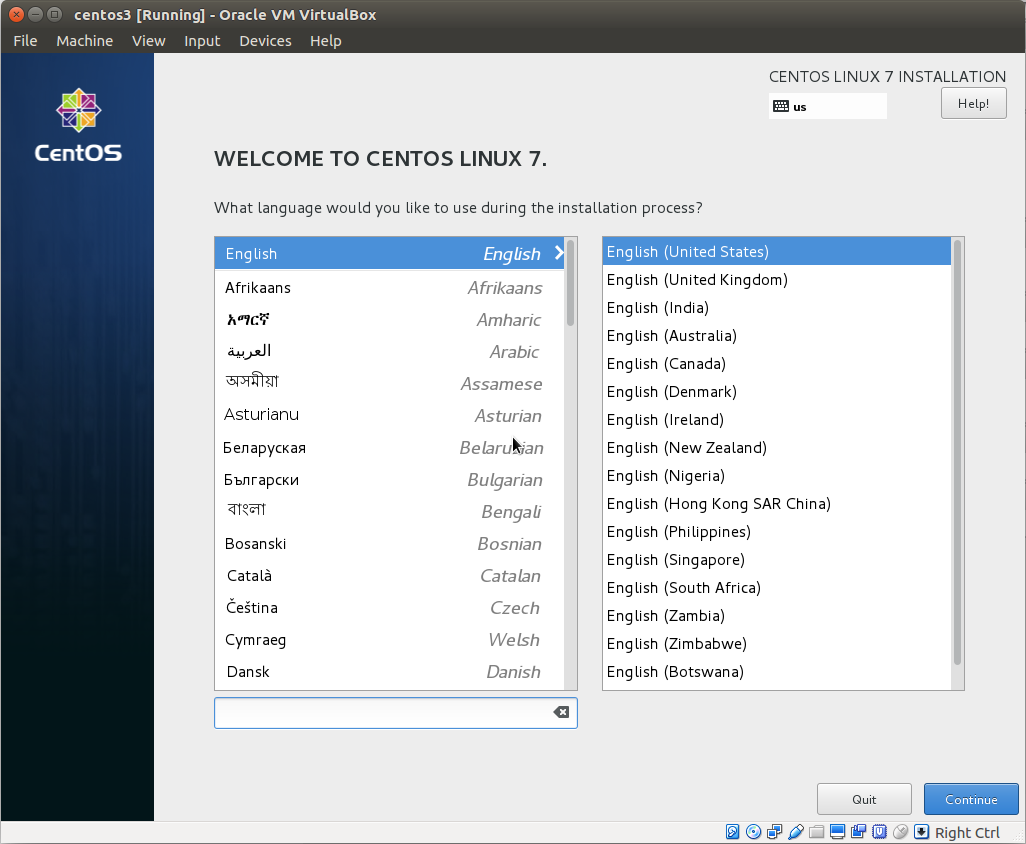 centos3 [Running] - Oracle VM VirtualBox
File Machine View Input Devices Help
CentOS
CENTOS LINUX 7 INSTALLATION
us
Help!
WELCOME TO CENTOS LINUX 7.
What language would you like to use during the installation process?
English English
Afrikaans Afrikaans
አማርኛ Amharic
العربية Arabic
অসমীয়া Assamese
Asturianu Asturian
Беларуская Belarusian
Български Bulgarian
বাংলা Bengali
Bosanski Bosnian
Català Catalan
Čeština Czech
Cymraeg Welsh
Dansk Danish
English (United States)
English (United Kingdom)
English (India)
English (Australia)
English (Canada)
English (Denmark)
English (Ireland)
English (New Zealand)
English (Nigeria)
English (Hong Kong SAR China)
English (Philippines)
English (Singapore)
English (South Africa)
English (Zambia)
English (Zimbabwe)
English (Botswana)
Quit
Continue
Right Ctrl